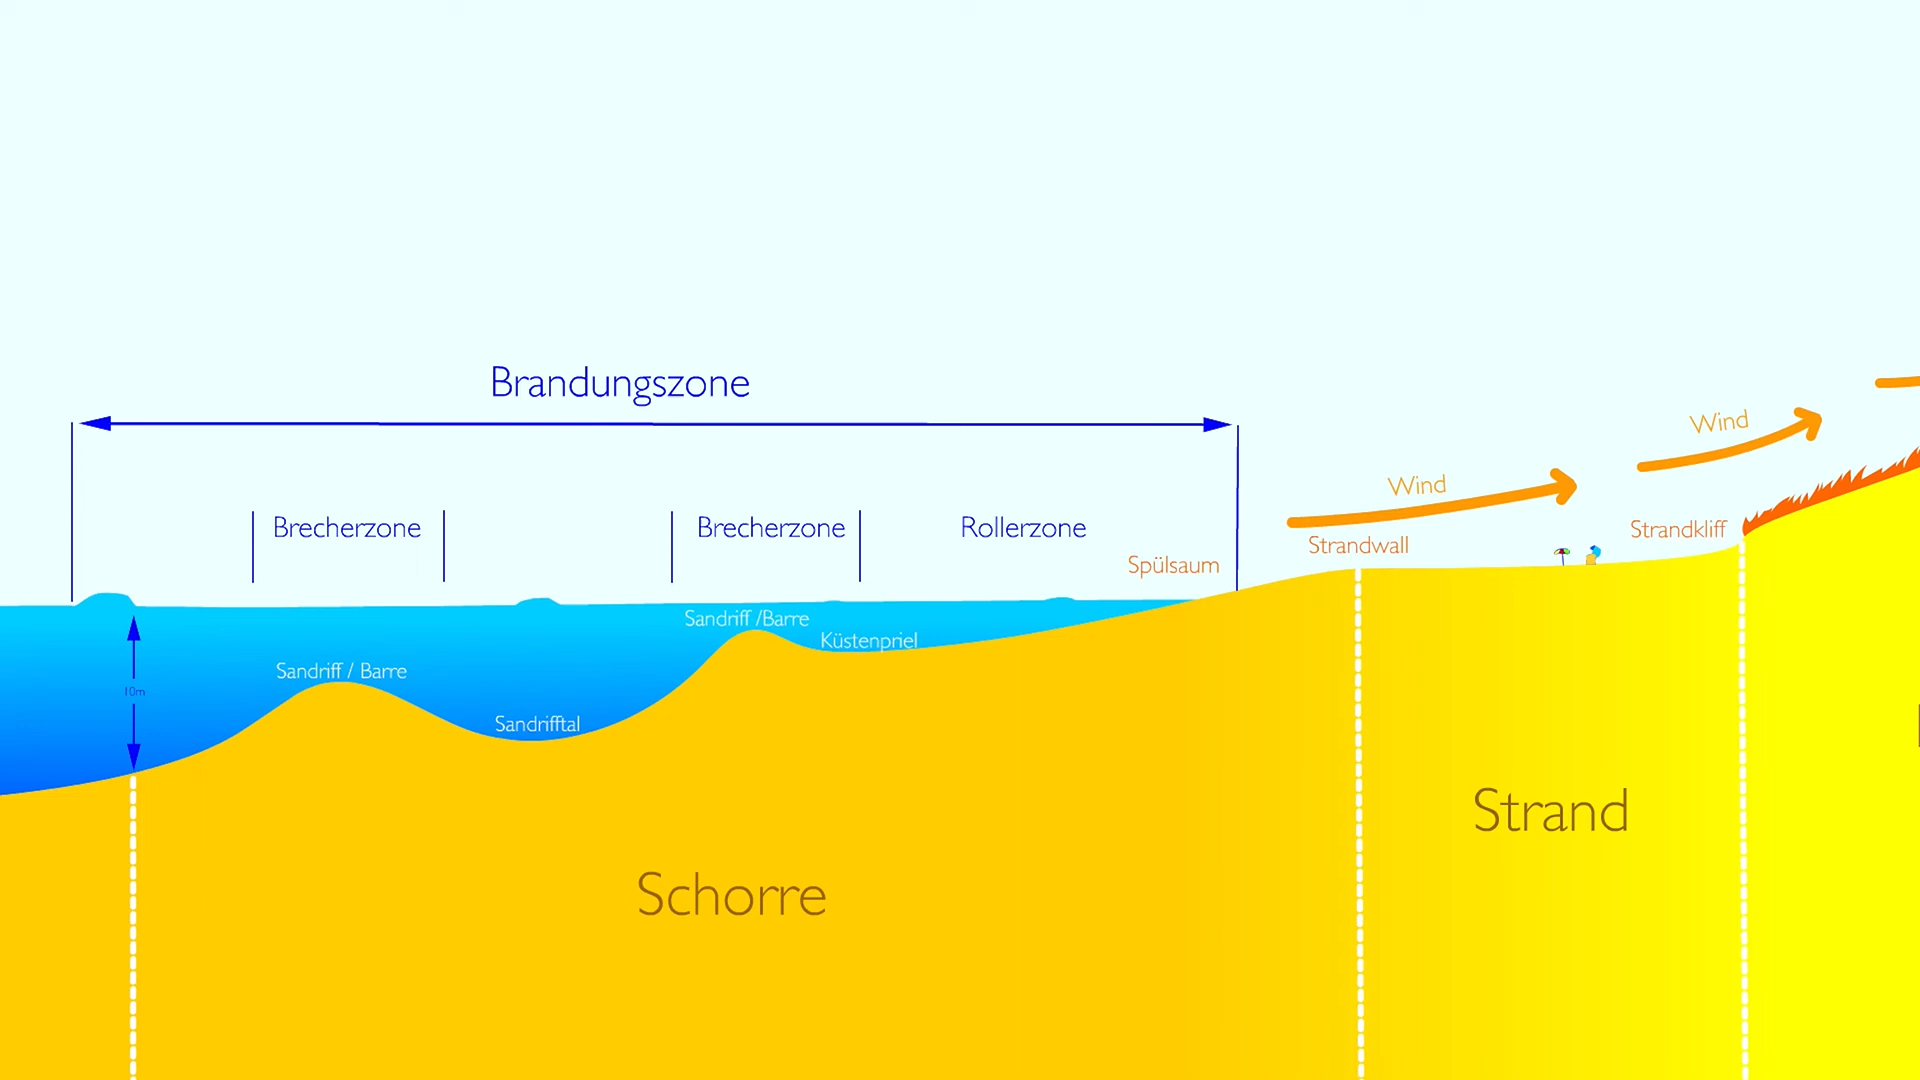 Brandungszone
Wind
Wind
Brecherzone
Brecherzone
Rollerzone
Strandkliff
Strandwall
Spülsaum
Sandriff /Barre
Küstenpriel
Sandriff / Barre
10m
Sandrifftal
Strand
Schorre